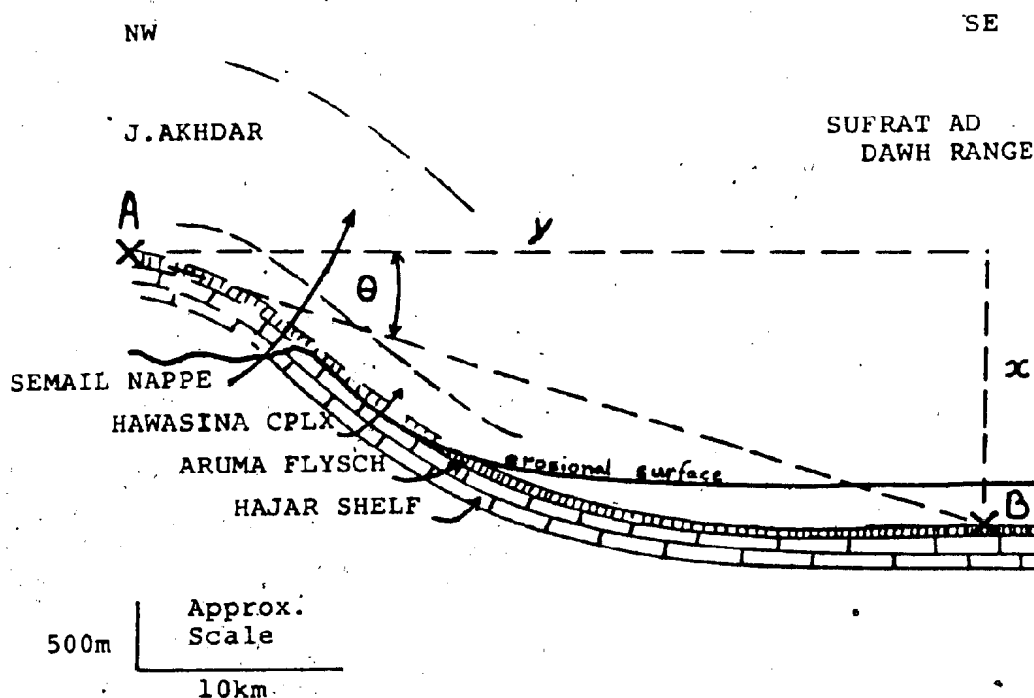 NW
SE
J.AKHDAR
SUFRAT AD
DAWH RANGE
A
y
θ
x
SEMAIL NAPPE
HAWASINA CPLX
ARUMA FLYSCH
erosional surface
HAJAR SHELF
B
Approx.
Scale
500m
10km